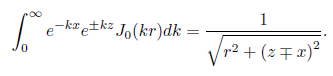 ∫₀^∞ e^{-kx} e^{±kz} J₀(kr)dk = 1 / √(r² + (z ∓ x)²).